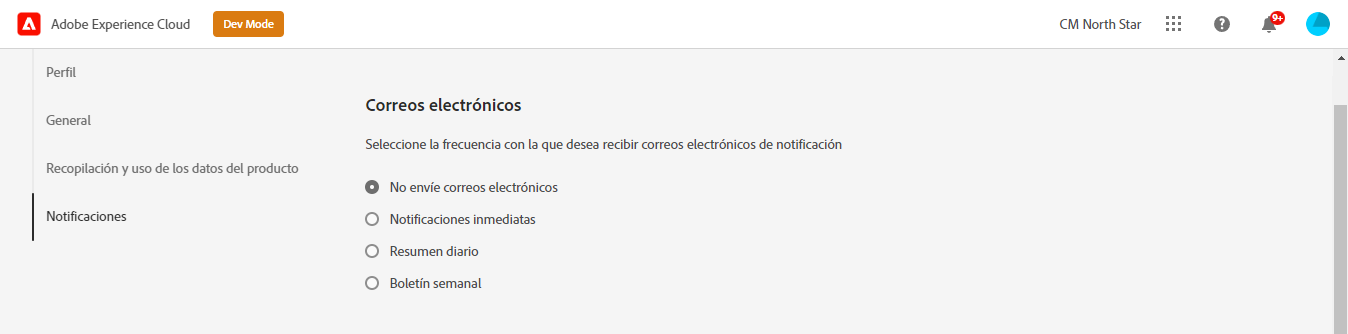 Adobe Experience Cloud
Dev Mode
CM North Star
9+
Perfil
General
Recopilación y uso de los datos del producto
Notificaciones
Correos electrónicos
Seleccione la frecuencia con la que desea recibir correos electrónicos de notificación
No envíe correos electrónicos
Notificaciones inmediatas
Resumen diario
Boletín semanal